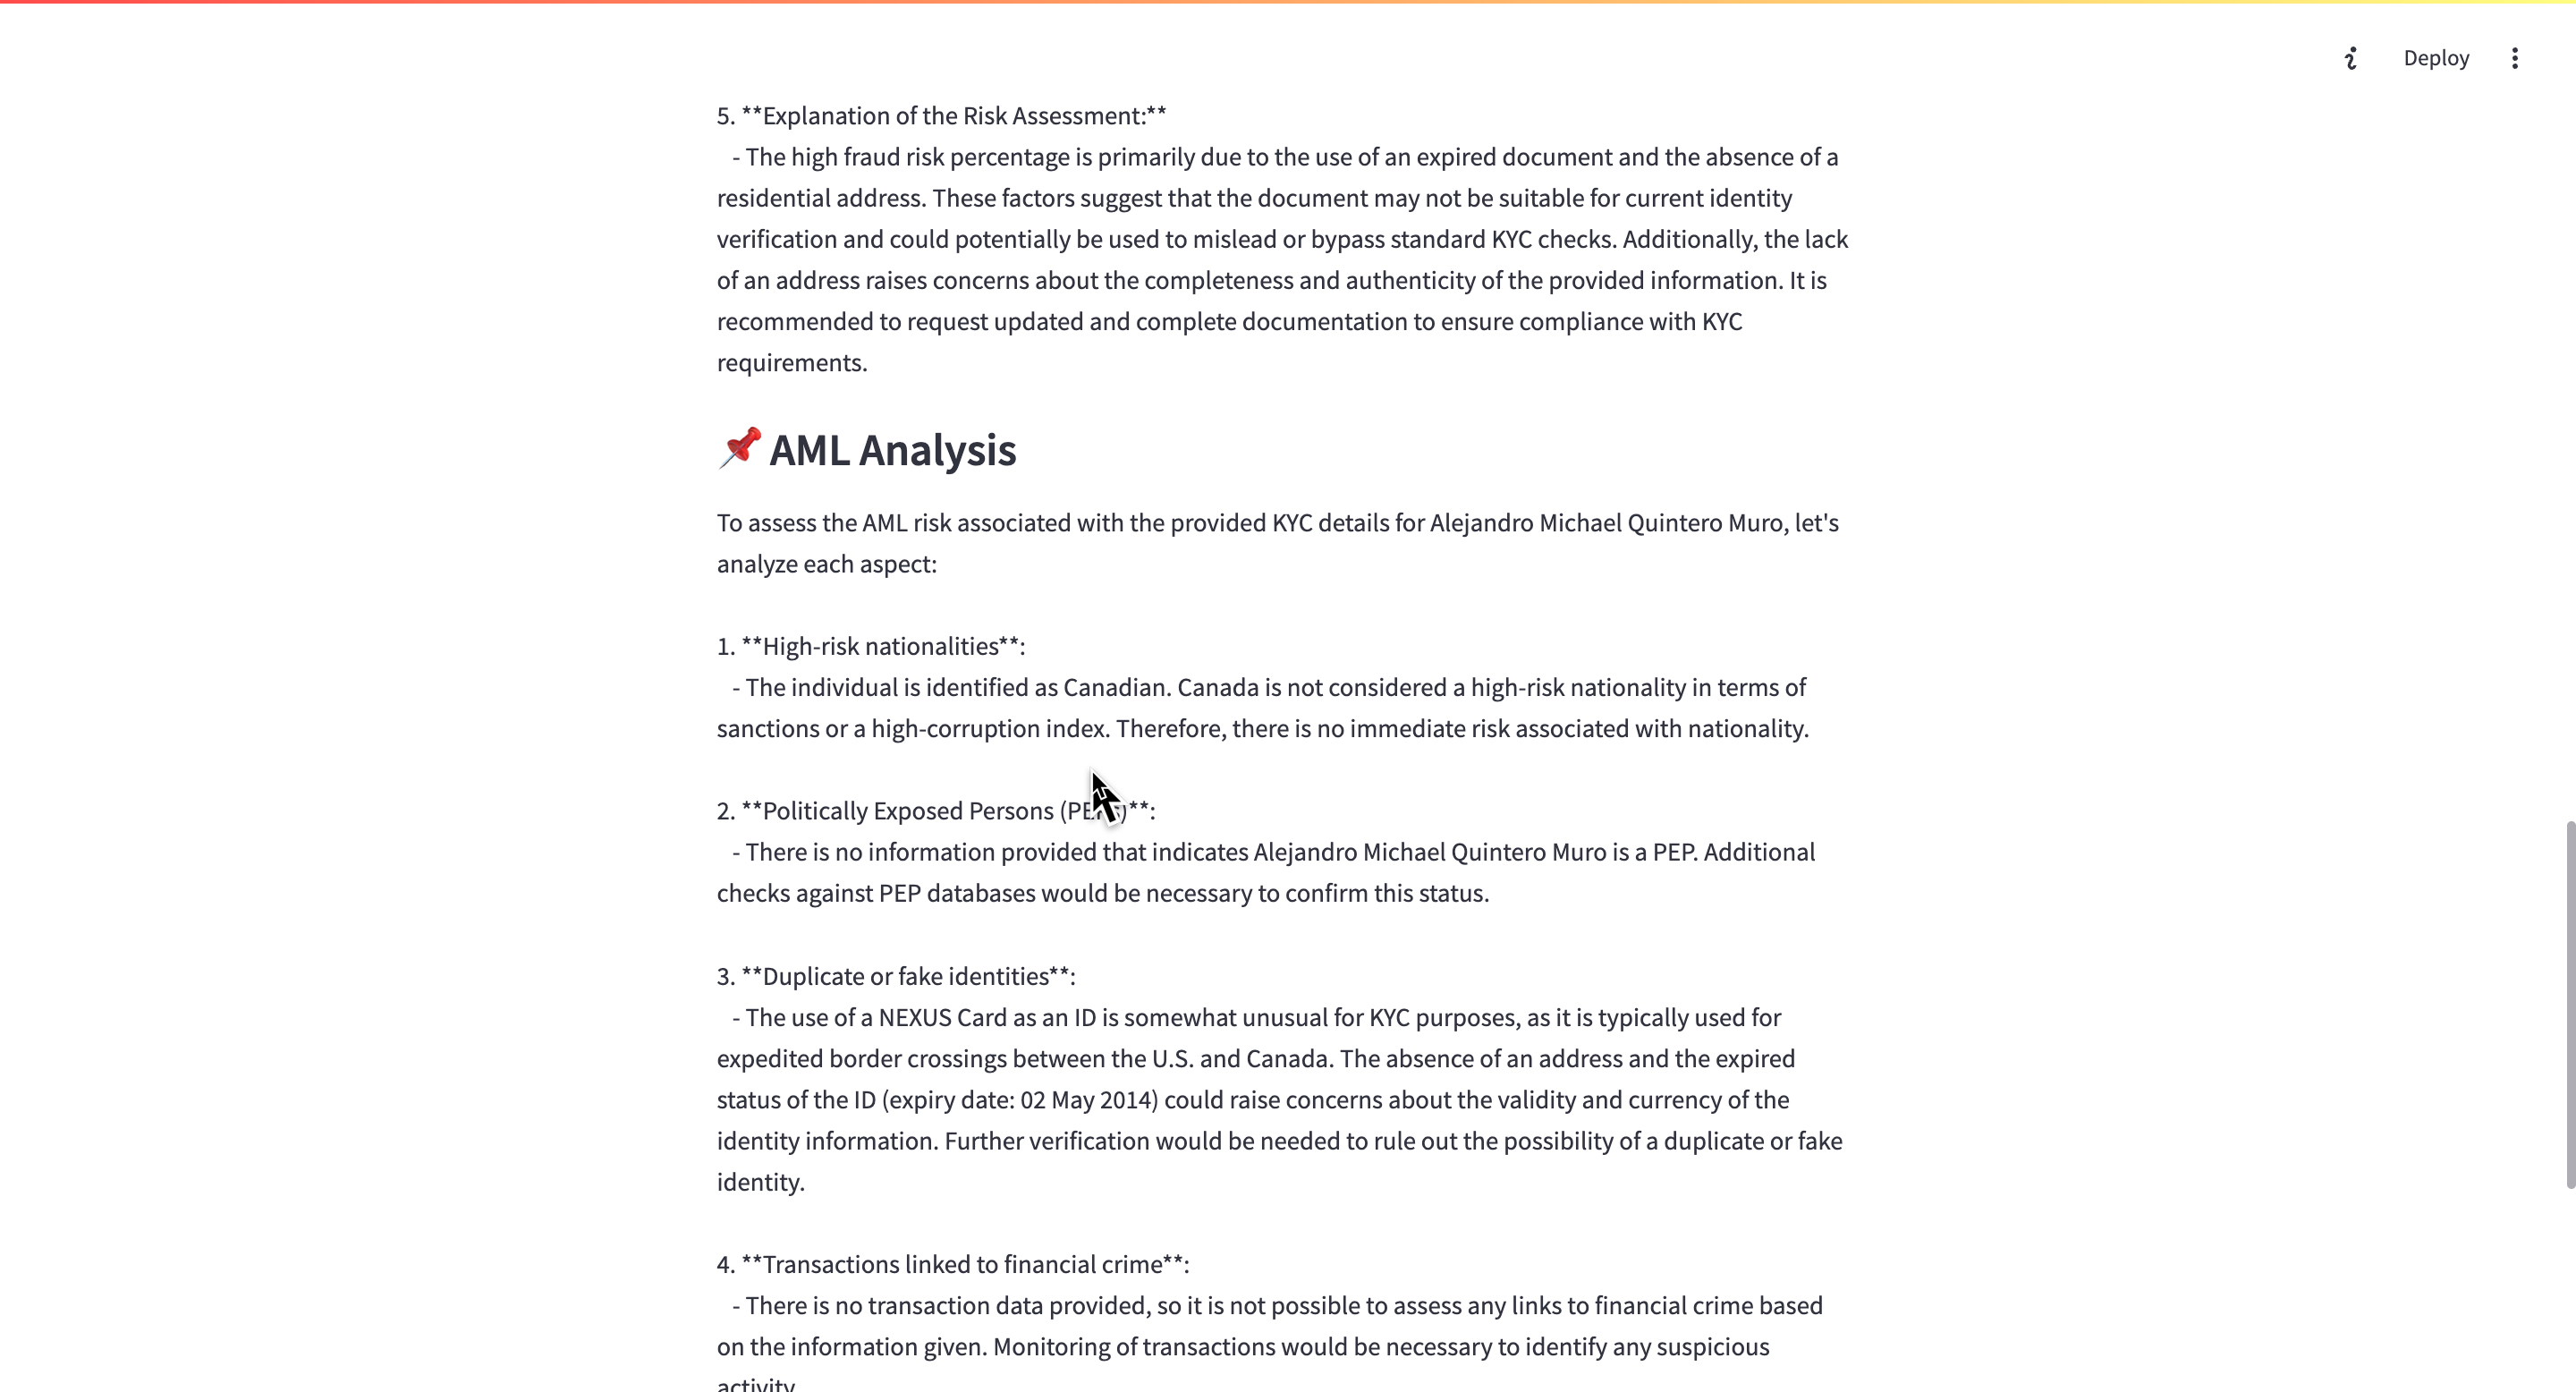 Deploy
5. **Explanation of the Risk Assessment:**
- The high fraud risk percentage is primarily due to the use of an expired document and the absence of a
residential address. These factors suggest that the document may not be suitable for current identity
verification and could potentially be used to mislead or bypass standard KYC checks. Additionally, the lack
of an address raises concerns about the completeness and authenticity of the provided information. It is
recommended to request updated and complete documentation to ensure compliance with KYC
requirements.
AML Analysis
To assess the AML risk associated with the provided KYC details for Alejandro Michael Quintero Muro, let's
analyze each aspect:
1. **High-risk nationalities**:
- The individual is identified as Canadian. Canada is not considered a high-risk nationality in terms of
sanctions or a high-corruption index. Therefore, there is no immediate risk associated with nationality.
2. **Politically Exposed Persons (PEPs)**:
- There is no information provided that indicates Alejandro Michael Quintero Muro is a PEP. Additional
checks against PEP databases would be necessary to confirm this status.
3. **Duplicate or fake identities**:
- The use of a NEXUS Card as an ID is somewhat unusual for KYC purposes, as it is typically used for
expedited border crossings between the U.S. and Canada. The absence of an address and the expired
status of the ID (expiry date: 02 May 2014) could raise concerns about the validity and currency of the
identity information. Further verification would be needed to rule out the possibility of a duplicate or fake
identity.
4. **Transactions linked to financial crime**:
- There is no transaction data provided, so it is not possible to assess any links to financial crime based
on the information given. Monitoring of transactions would be necessary to identify any suspicious
activity.